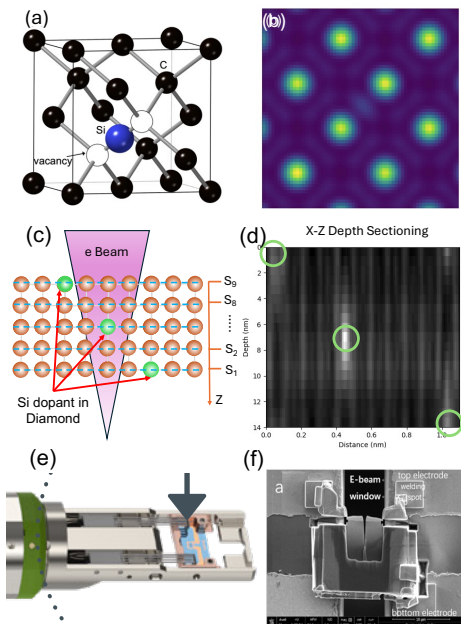 (a)
C
Si
vacancy
(b)
(c)
e Beam
S9
S8
S2
S1
Z
Si dopant in
Diamond
(d)
X-Z Depth Sectioning
Depth (nm)
0
2
4
6
8
10
12
14
0.0 0.2 0.4 0.6 0.8 1.0
Distance (nm)
(e)
(f)
a
E-beam
window
top electrode
welding
spot
bottom electrode